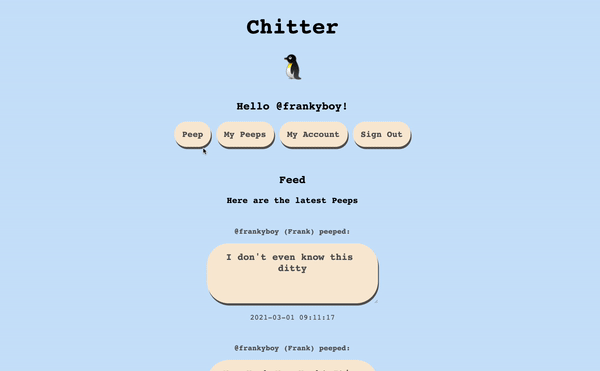 Chitter
Hello @frankyboy!
Peep My Peeps My Account Sign Out
Feed
Here are the latest Peeps
@frankyboy (Frank) peeped:
I don't even know this
ditty
2021-03-01 09:11:17
@frankyboy (Frank) peeped: